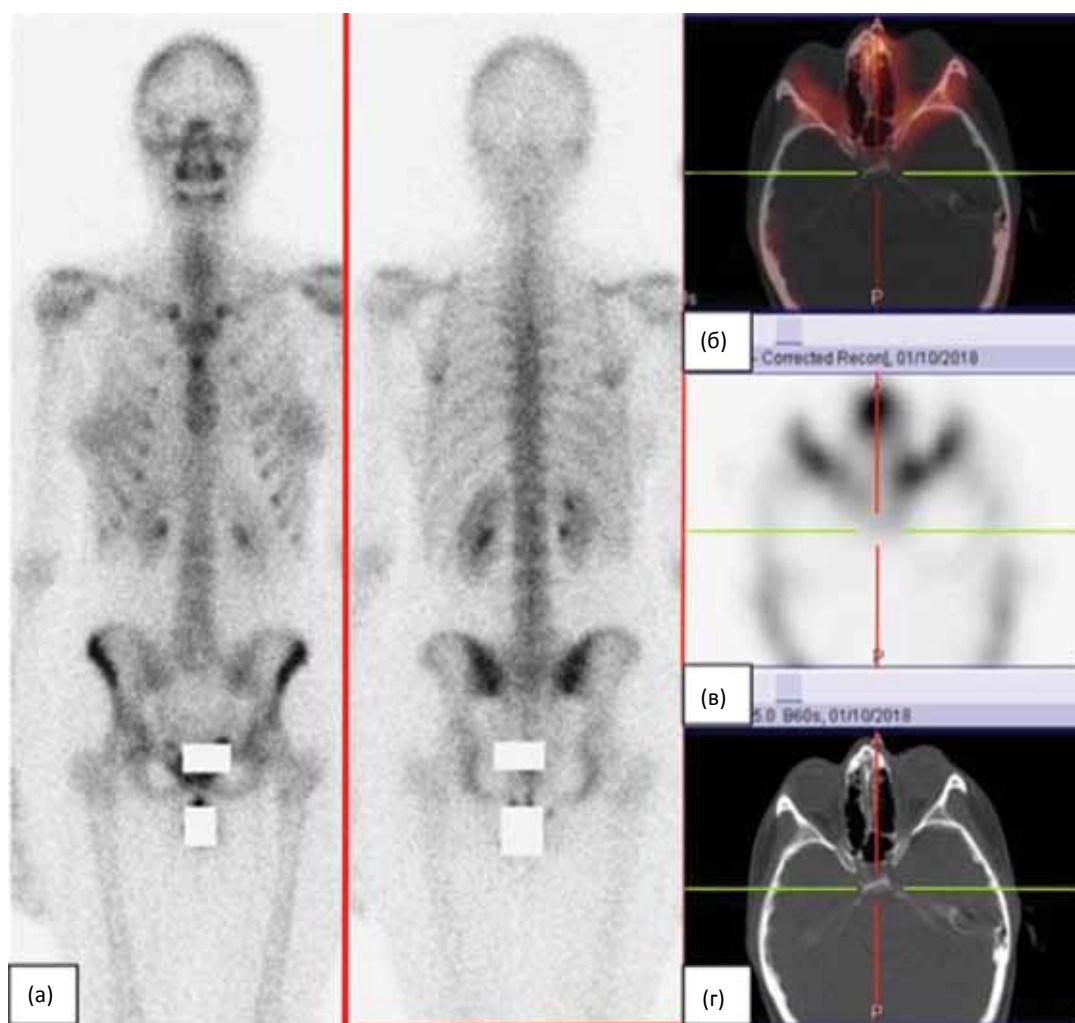 (а)
P
(б)
- Corrected Recon[, 01/10/2018
P
(в)
5.0 B60s, 01/10/2018
P
(г)